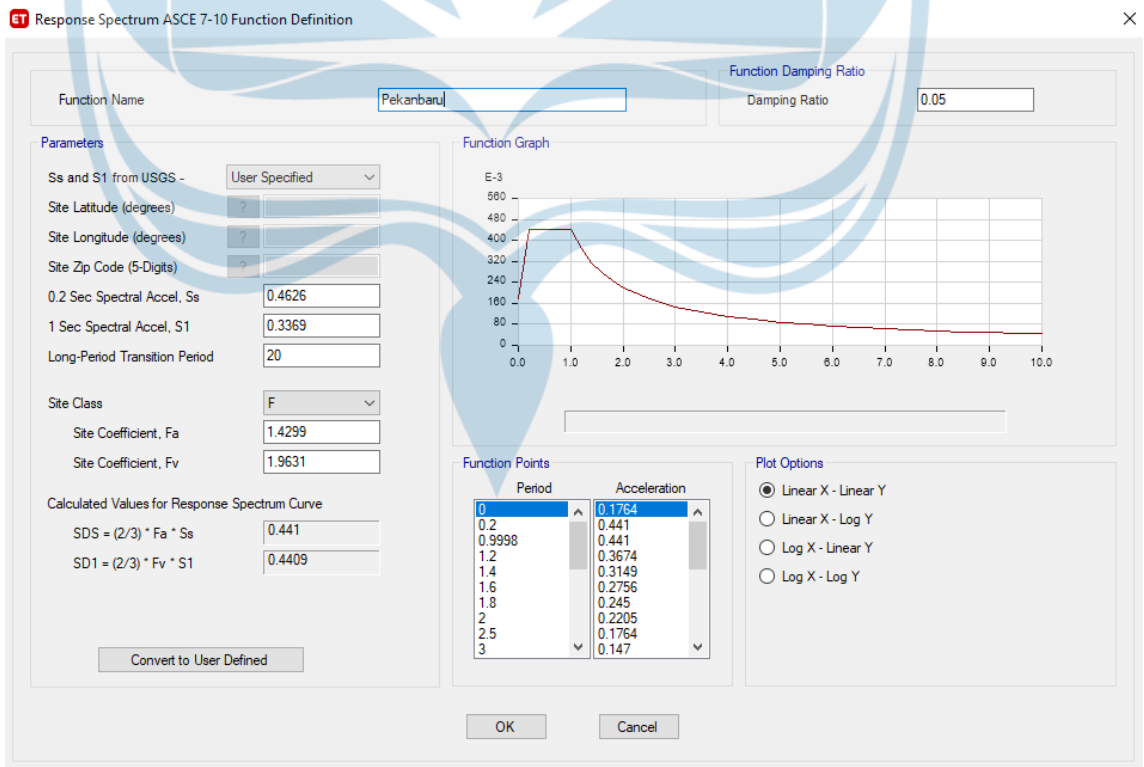 ET Response Spectrum ASCE 7-10 Function Definition
Function Name Pekanbaru
Function Damping Ratio
Damping Ratio 0.05
Parameters
Ss and S1 from USGS - User Specified
Site Latitude (degrees) ?
Site Longitude (degrees) ?
Site Zip Code (5-Digits) ?
0.2 Sec Spectral Accel, Ss 0.4626
1 Sec Spectral Accel, S1 0.3369
Long-Period Transition Period 20
Site Class F
Site Coefficient, Fa 1.4299
Site Coefficient, Fv 1.9631
Calculated Values for Response Spectrum Curve
SDS = (2/3) * Fa * Ss 0.441
SD1 = (2/3) * Fv * S1 0.4409
Convert to User Defined
Function Graph
E-3
560
480
400
320
240
160
80
0
0.0 1.0 2.0 3.0 4.0 5.0 6.0 7.0 8.0 9.0 10.0
Function Points
Period Acceleration
0 0.1764
0.2 0.441
0.9998 0.441
1.2 0.3674
1.4 0.3149
1.6 0.2756
1.8 0.245
2 0.2205
2.5 0.1764
3 0.147
Plot Options
Linear X - Linear Y
Linear X - Log Y
Log X - Linear Y
Log X - Log Y
OK Cancel